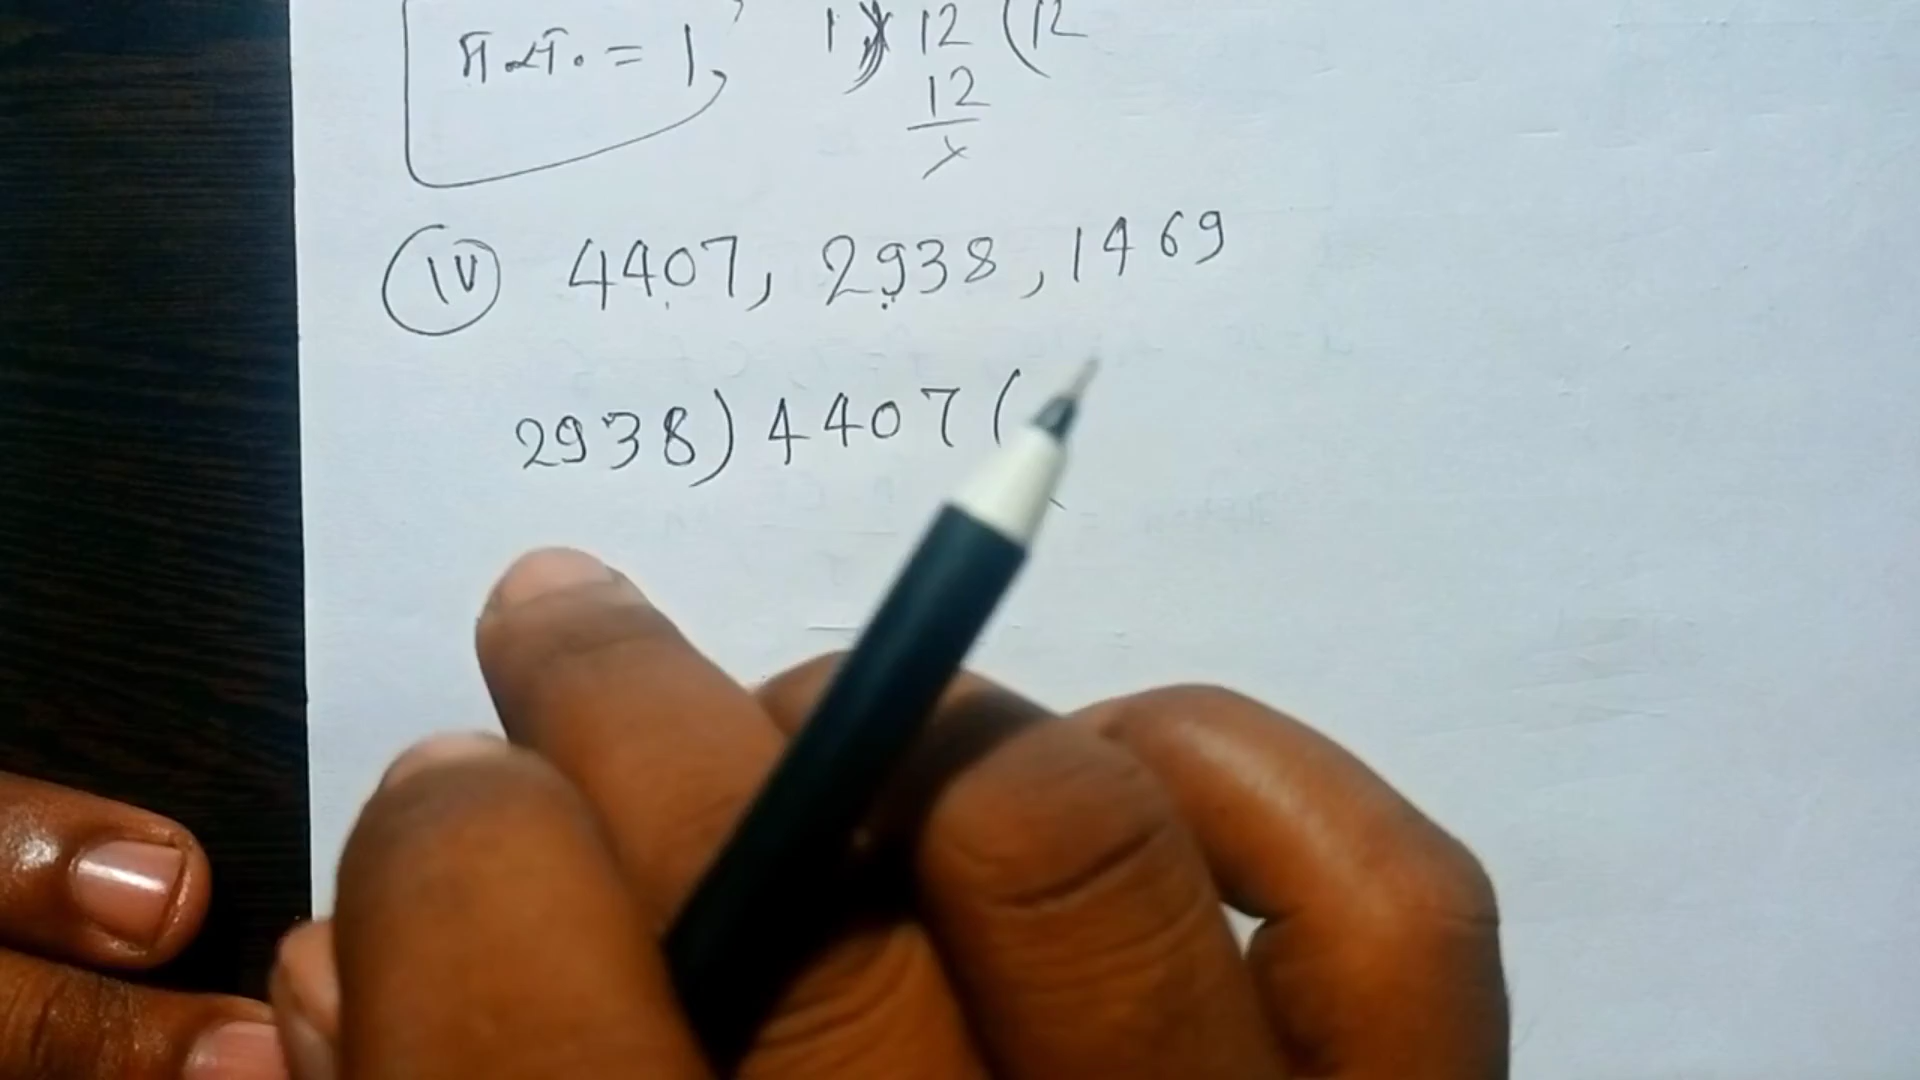 গ.সা.গু. = 1, 1) 12 (12
12
×
(iv) 4407, 2938, 1469
2938) 4407 (